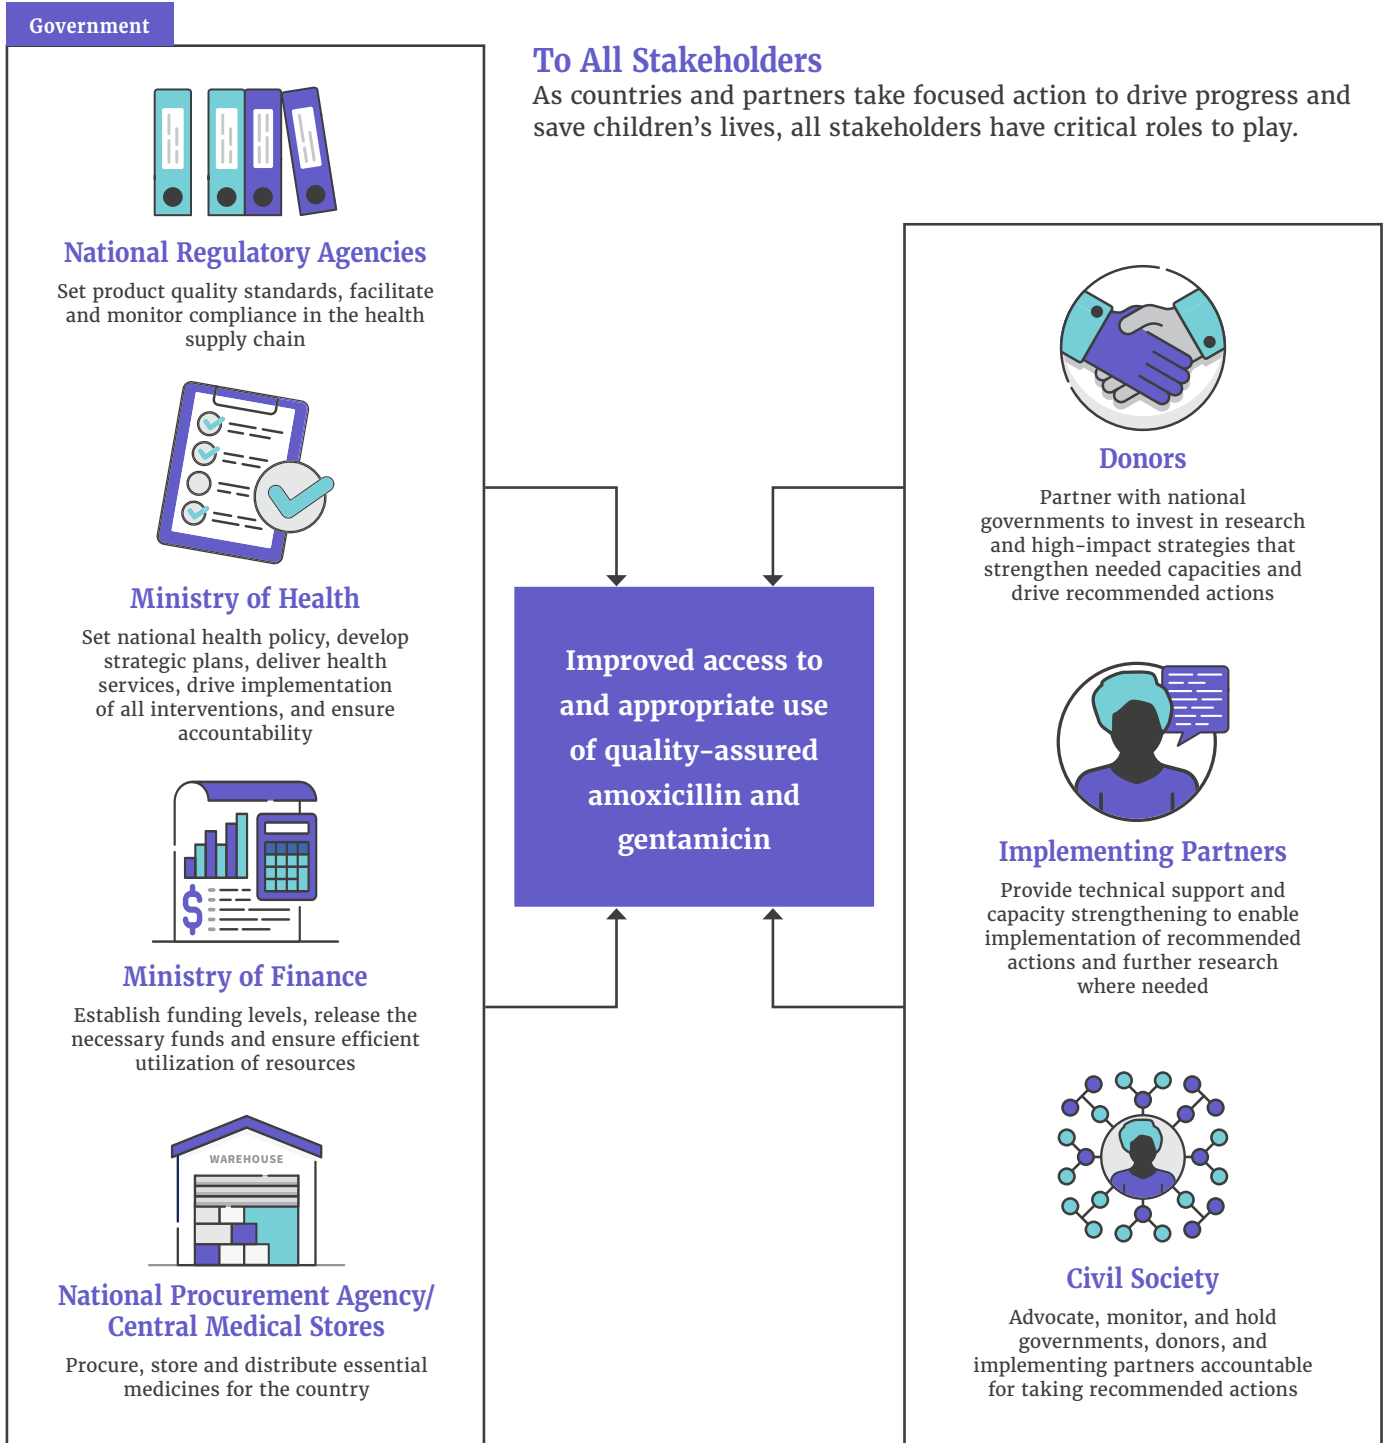 Government
To All Stakeholders
As countries and partners take focused action to drive progress and
save children’s lives, all stakeholders have critical roles to play.
National Regulatory Agencies
Set product quality standards, facilitate
and monitor compliance in the health
supply chain
Ministry of Health
Set national health policy, develop
strategic plans, deliver health
services, drive implementation
of all interventions, and ensure
accountability
$
Ministry of Finance
Establish funding levels, release the
necessary funds and ensure efficient
utilization of resources
WAREHOUSE
National Procurement Agency/
Central Medical Stores
Procure, store and distribute essential
medicines for the country
Improved access to
and appropriate use
of quality-assured
amoxicillin and
gentamicin
Donors
Partner with national
governments to invest in research
and high-impact strategies that
strengthen needed capacities and
drive recommended actions
Implementing Partners
Provide technical support and
capacity strengthening to enable
implementation of recommended
actions and further research
where needed
Civil Society
Advocate, monitor, and hold
governments, donors, and
implementing partners accountable
for taking recommended actions